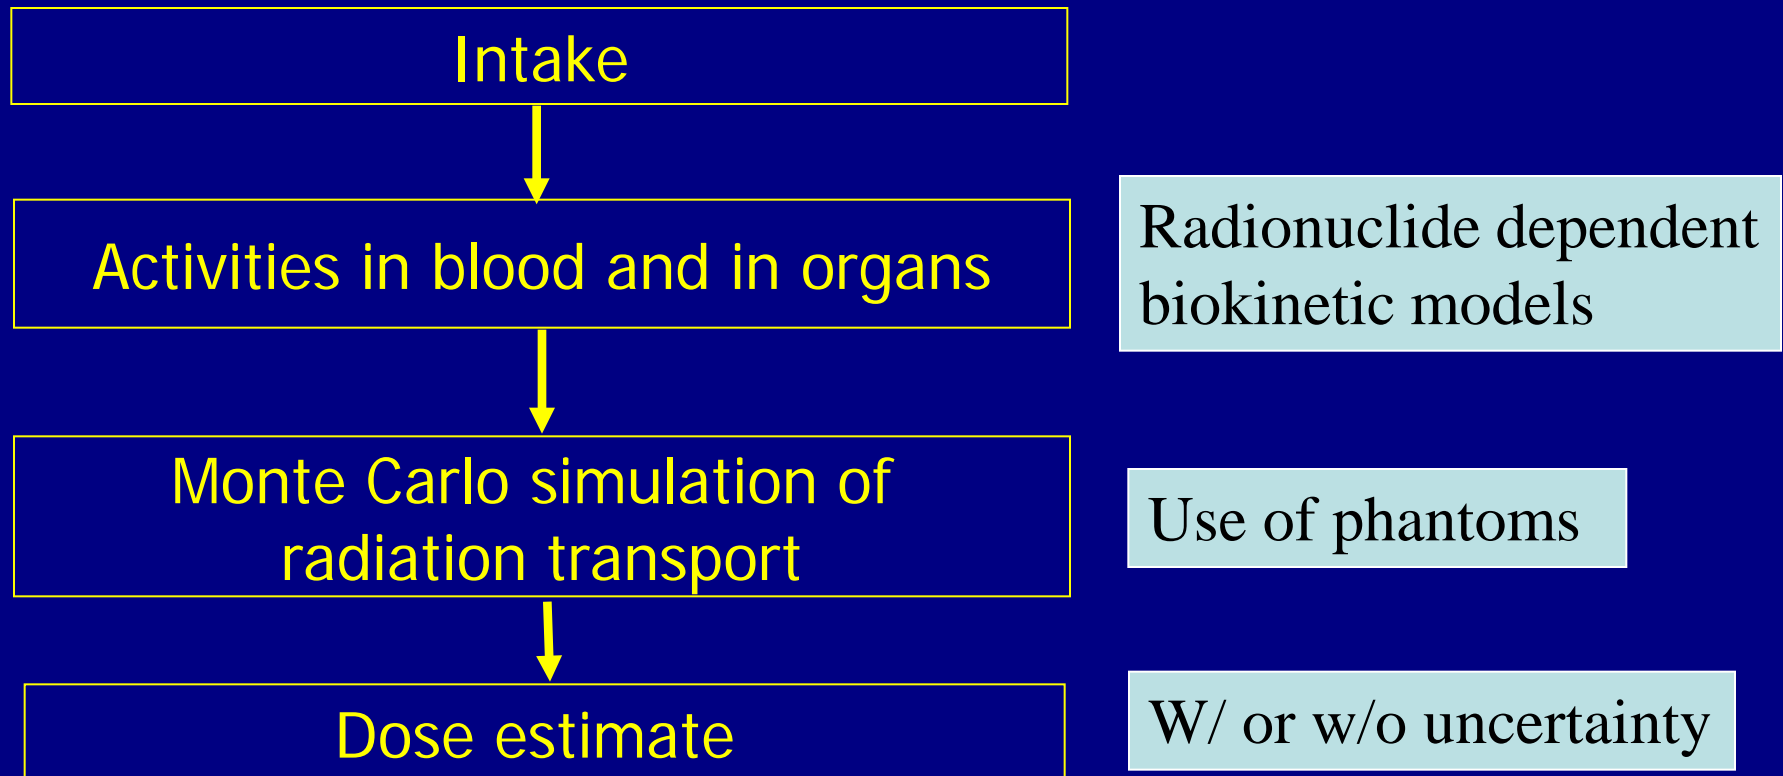 Intake
Activities in blood and in organs
Radionuclide dependent
biokinetic models
Monte Carlo simulation of
radiation transport
Use of phantoms
Dose estimate
W/ or w/o uncertainty